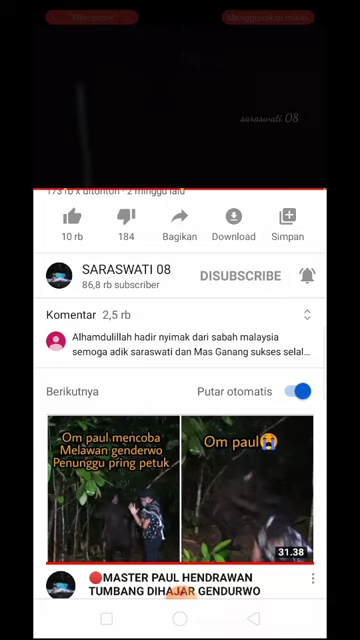 Menggunakan mikro
saraswati 08
173 rb x ditonton · 2 minggu lalu
10 rb
184
Bagikan
Download
Simpan
SARASWATI 08
86,8 rb subscriber
DISUBSCRIBE
Komentar 2,5 rb
Alhamdulillah hadir nyimak dari sabah malaysia
semoga adik saraswati dan Mas Ganang sukses selal...
Berikutnya
Putar otomatis
Om paul mencoba
Melawan genderwo
Penunggu pring petuk
Om paul😭
31.38
🔴MASTER PAUL HENDRAWAN
TUMBANG DIHAJAR GENDURWO